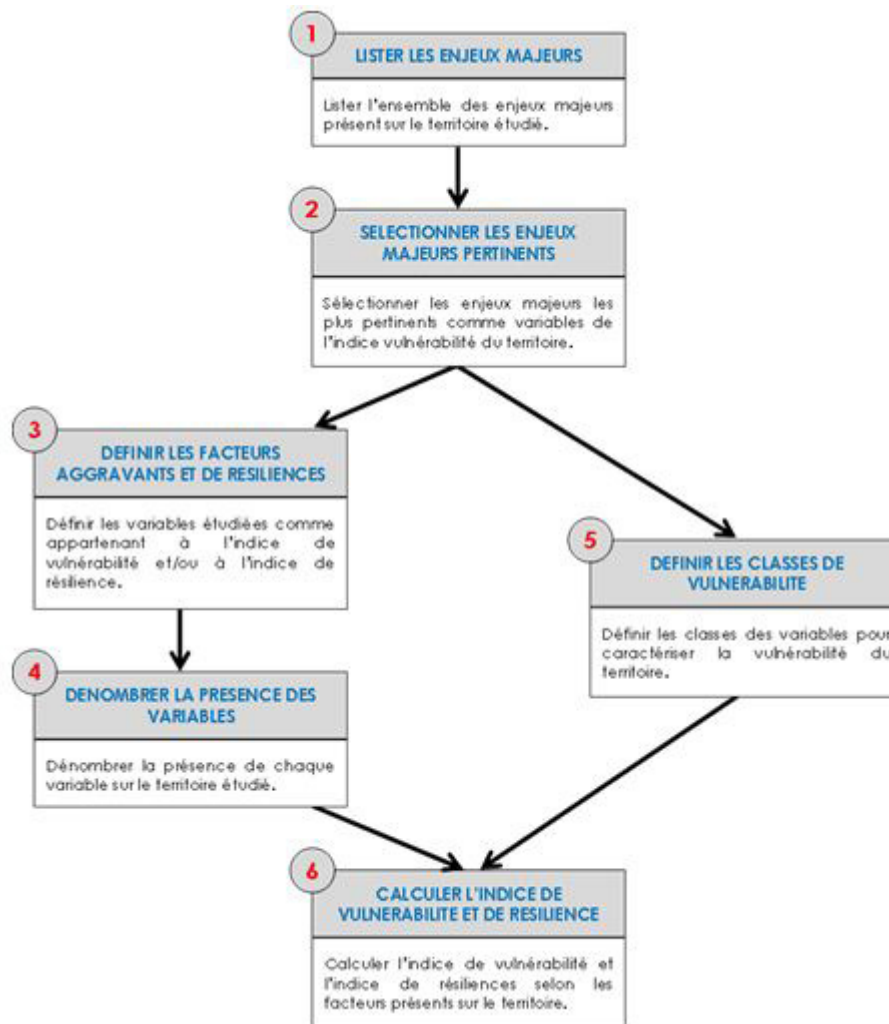 1
LISTER LES ENJEUX MAJEURS
Lister l'ensemble des enjeux majeurs
présent sur le territoire étudié.
2
SELECTIONNER LES ENJEUX
MAJEURS PERTINENTS
Sélectionner les enjeux majeurs les
plus pertinents comme variables de
l'indice vulnérabilité du territoire.
3
DEFINIR LES FACTEURS
AGGRAVANTS ET DE RESILIENCES
Définir les variables étudiées comme
appartenant à l'indice de
vulnérabilité et/ou à l'indice de
résilience.
4
DENOMBRER LA PRESENCE DES
VARIABLES
Dénombrer la présence de chaque
variable sur le territoire étudié.
5
DEFINIR LES CLASSES DE
VULNERABILITE
Définir les classes des variables pour
caractériser la vulnérabilité du
territoire.
6
CALCULER L'INDICE DE
VULNERABILITE ET DE RESILIENCE
Calculer l'indice de vulnérabilité et
l'indice de résiliences selon les
facteurs présents sur le territoire.